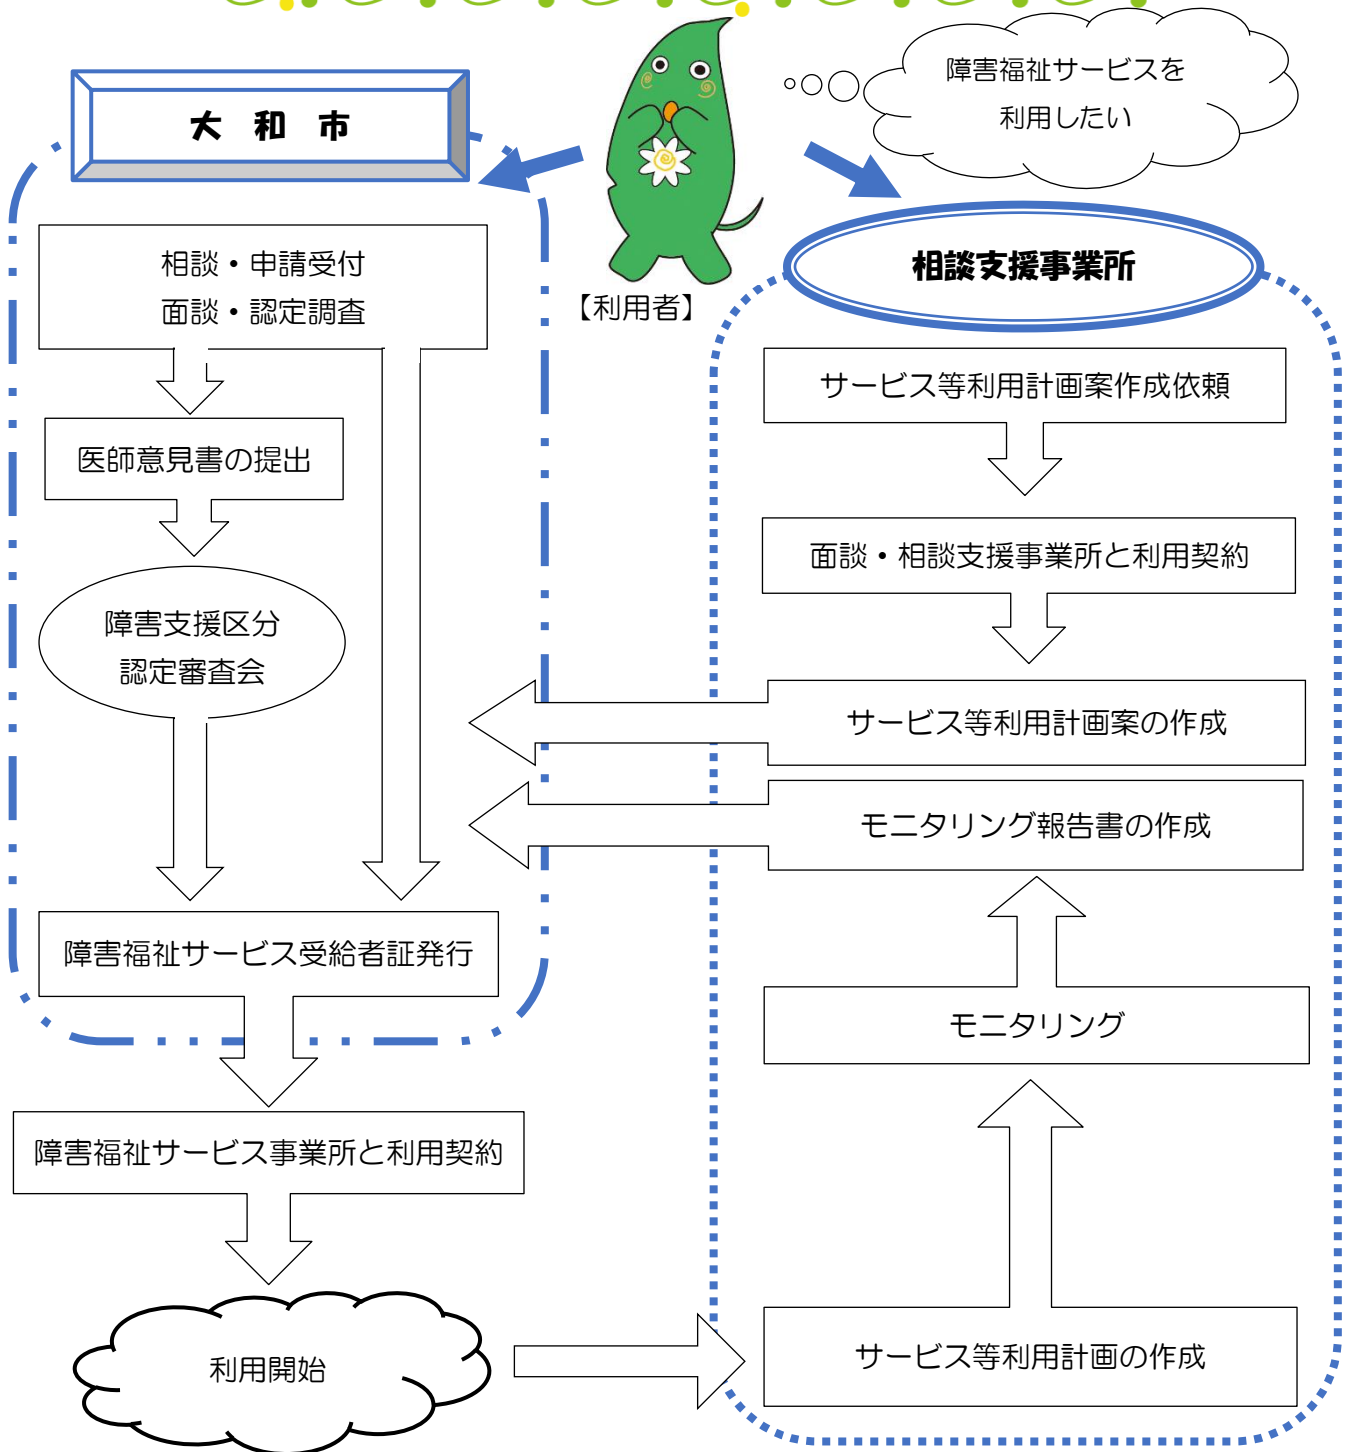 障害福祉サービスを
利用したい
大和市
【利用者】
相談支援事業所
相談・申請受付
面談・認定調査
医師意見書の提出
障害支援区分
認定審査会
障害福祉サービス受給者証発行
障害福祉サービス事業所と利用契約
利用開始
サービス等利用計画案作成依頼
面談・相談支援事業所と利用契約
サービス等利用計画案の作成
モニタリング報告書の作成
モニタリング
サービス等利用計画の作成